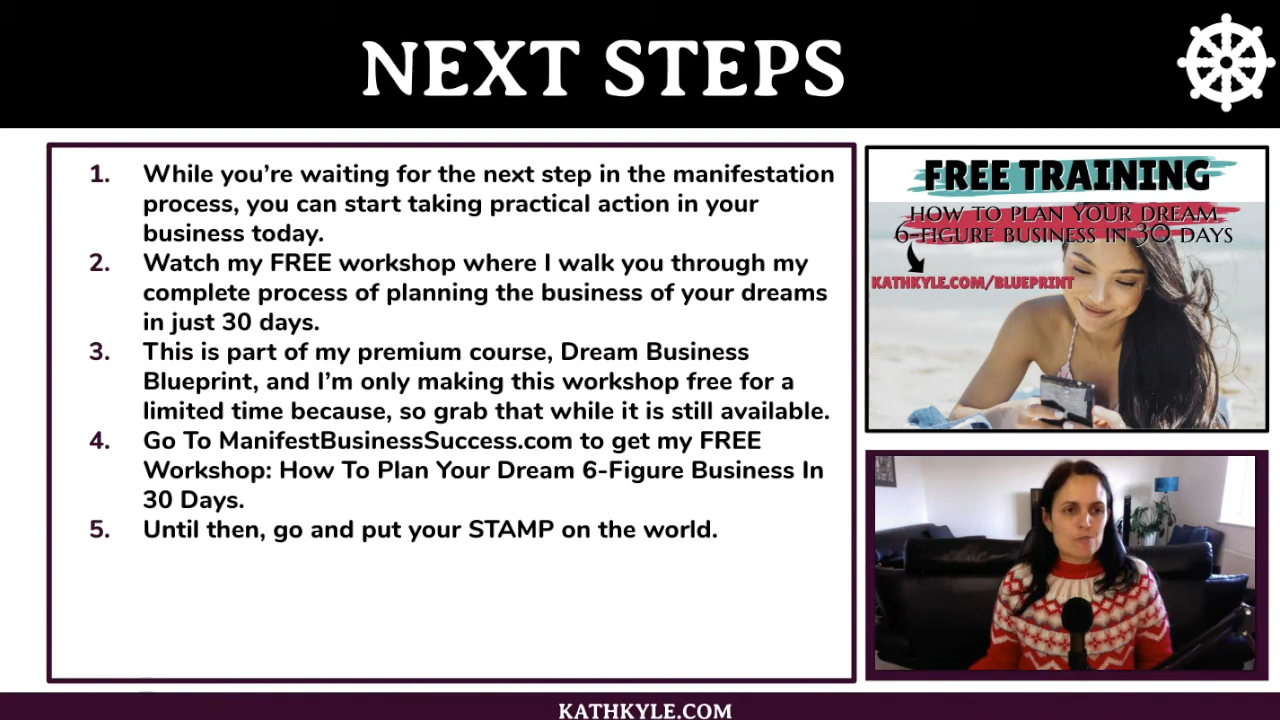 NEXT STEPS
1. While you're waiting for the next step in the manifestation
process, you can start taking practical action in your
business today.
2. Watch my FREE workshop where I walk you through my
complete process of planning the business of your dreams
in just 30 days.
3. This is part of my premium course, Dream Business
Blueprint, and I'm only making this workshop free for a
limited time because, so grab that while it is still available.
4. Go To ManifestBusinessSuccess.com to get my FREE
Workshop: How To Plan Your Dream 6-Figure Business In
30 Days.
5. Until then, go and put your STAMP on the world.
FREE TRAINING
HOW TO PLAN YOUR DREAM
6-FIGURE BUSINESS IN 30 DAYS
KATHKYLE.COM/BLUEPRINT
KATHKYLE.COM